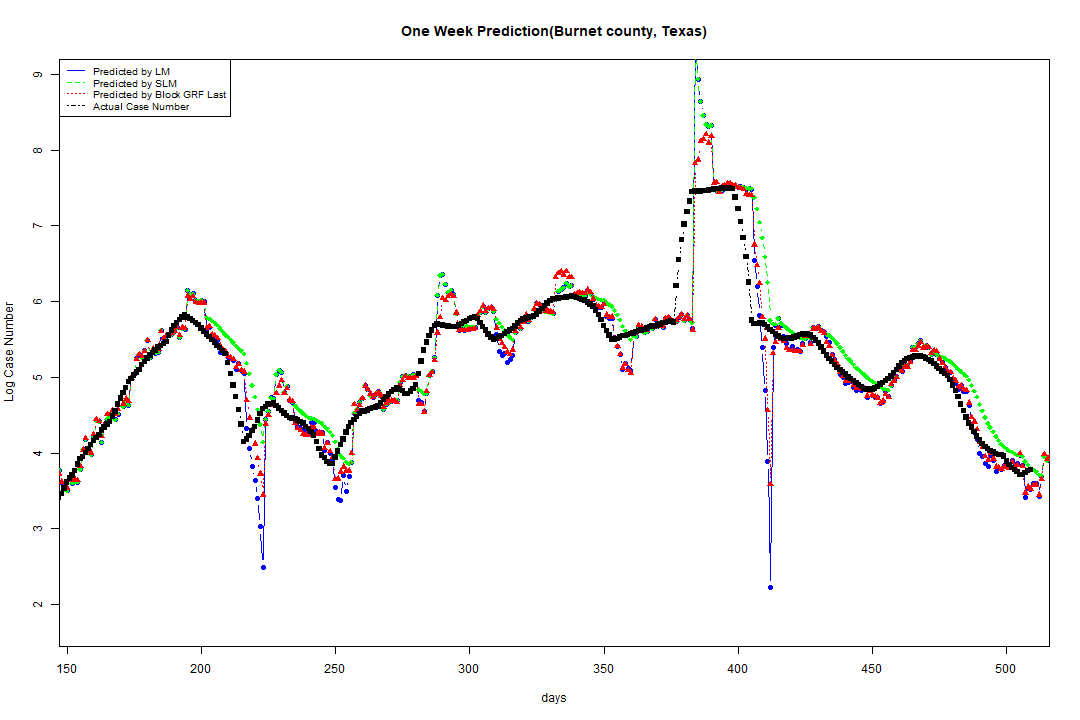 One Week Prediction(Burnet county, Texas)
Predicted by LM
Predicted by SLM
Predicted by Block GRF Last
Actual Case Number
9
8
7
6
5
4
3
2
Log Case Number
150 200 250 300 350 400 450 500
days